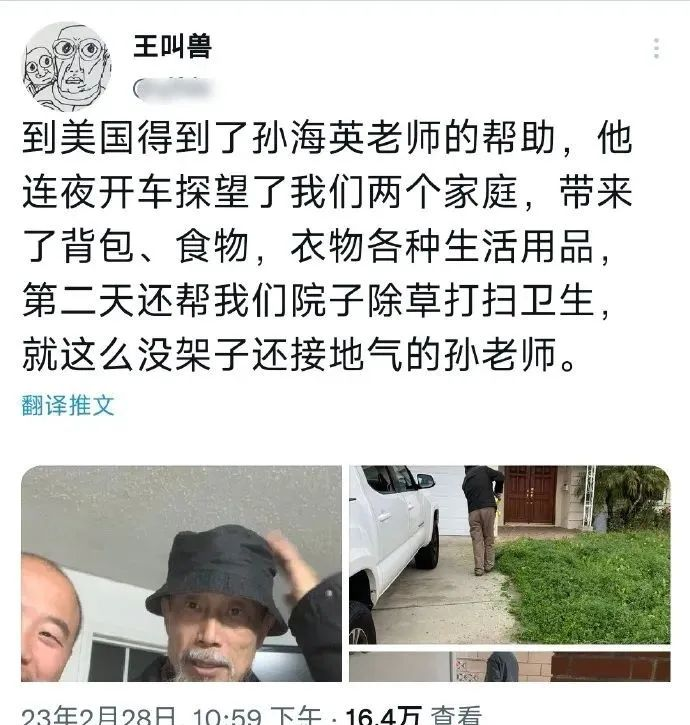 王叫兽
到美国得到了孙海英老师的帮助，他
连夜开车探望了我们两个家庭，带来
了背包、食物，衣物各种生活用品，
第二天还帮我们院子除草打扫卫生，
就这么没架子还接地气的孙老师。
翻译推文
23年2月28日 10:59 下午 · 16.4万 查看